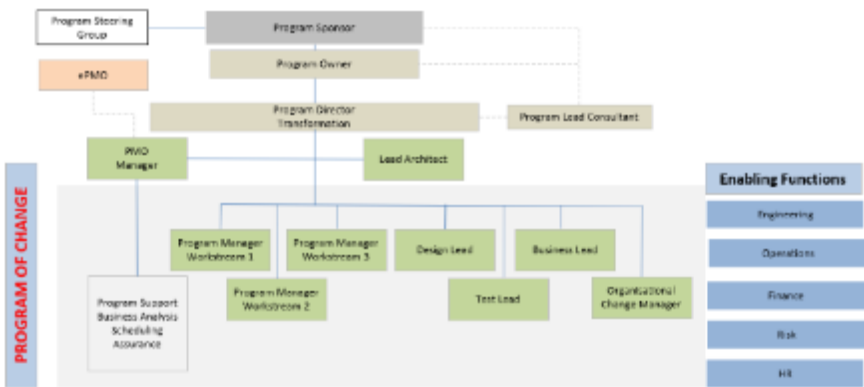 Program Steering
Group
Program Sponsor
Program Owner
ePMO
Program Director
Transformation
Program Lead Consultant
PMO
Manager
Lead Architect
PROGRAM OF CHANGE
Enabling Functions
Engineering
Operations
Finance
Risk
HR
Program Manager
Workstream 1
Program Manager
Workstream 3
Design Lead
Business Lead
Program Manager
Workstream 2
Test Lead
Organisational
Change Manager
Program Support
Business Analysis
Scheduling
Assurance